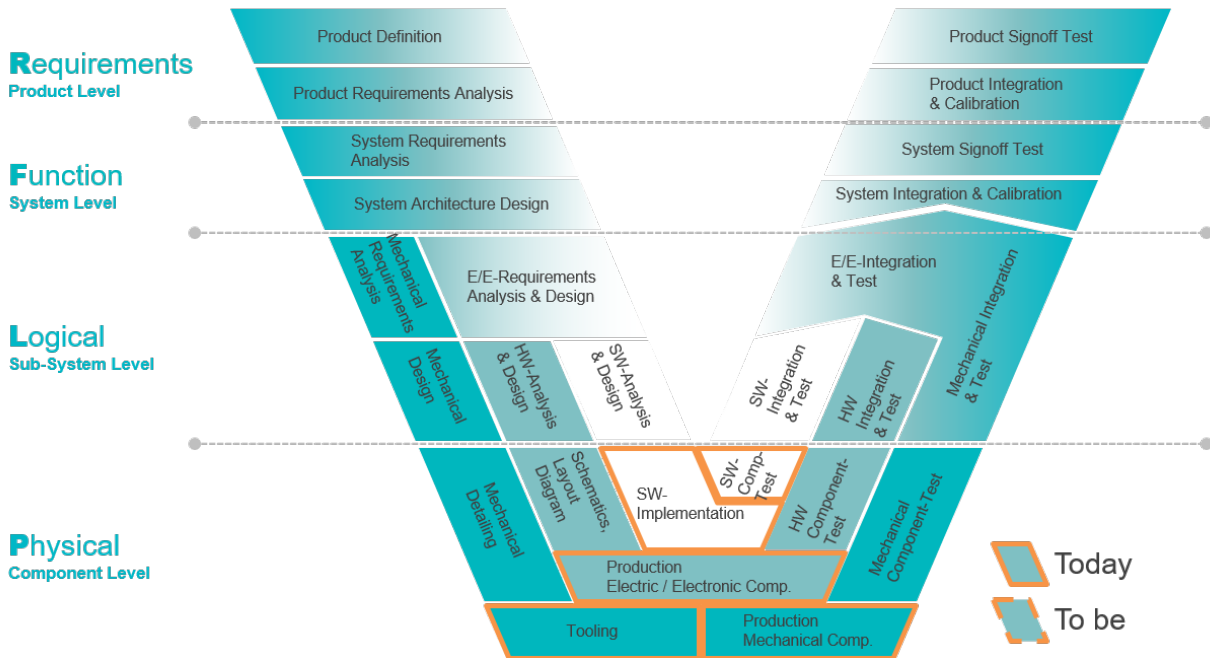 Product Definition
Product Signoff Test
Requirements
Product Level
Product Requirements Analysis
Product Integration
& Calibration
System Requirements
Analysis
System Signoff Test
Function
System Level
System Architecture Design
System Integration & Calibration
Mechanical
Requirements
Analysis
E/E-Requirements
Analysis & Design
E/E-Integration
& Test
Mechanical Integration
& Test
Logical
Sub-System Level
Mechanical
Design
HW-Analysis
& Design
SW-Analysis
& Design
SW-
Integration
& Test
HW
Integration
& Test
Mechanical
Detailing
Schematics,
Layout
Diagram
SW-
Implementation
SW-
Comp-
Test
HW
Component-
Test
Mechanical
Component-Test
Physical
Component Level
Production
Electric / Electronic Comp.
Tooling
Production
Mechanical Comp.
Today
To be